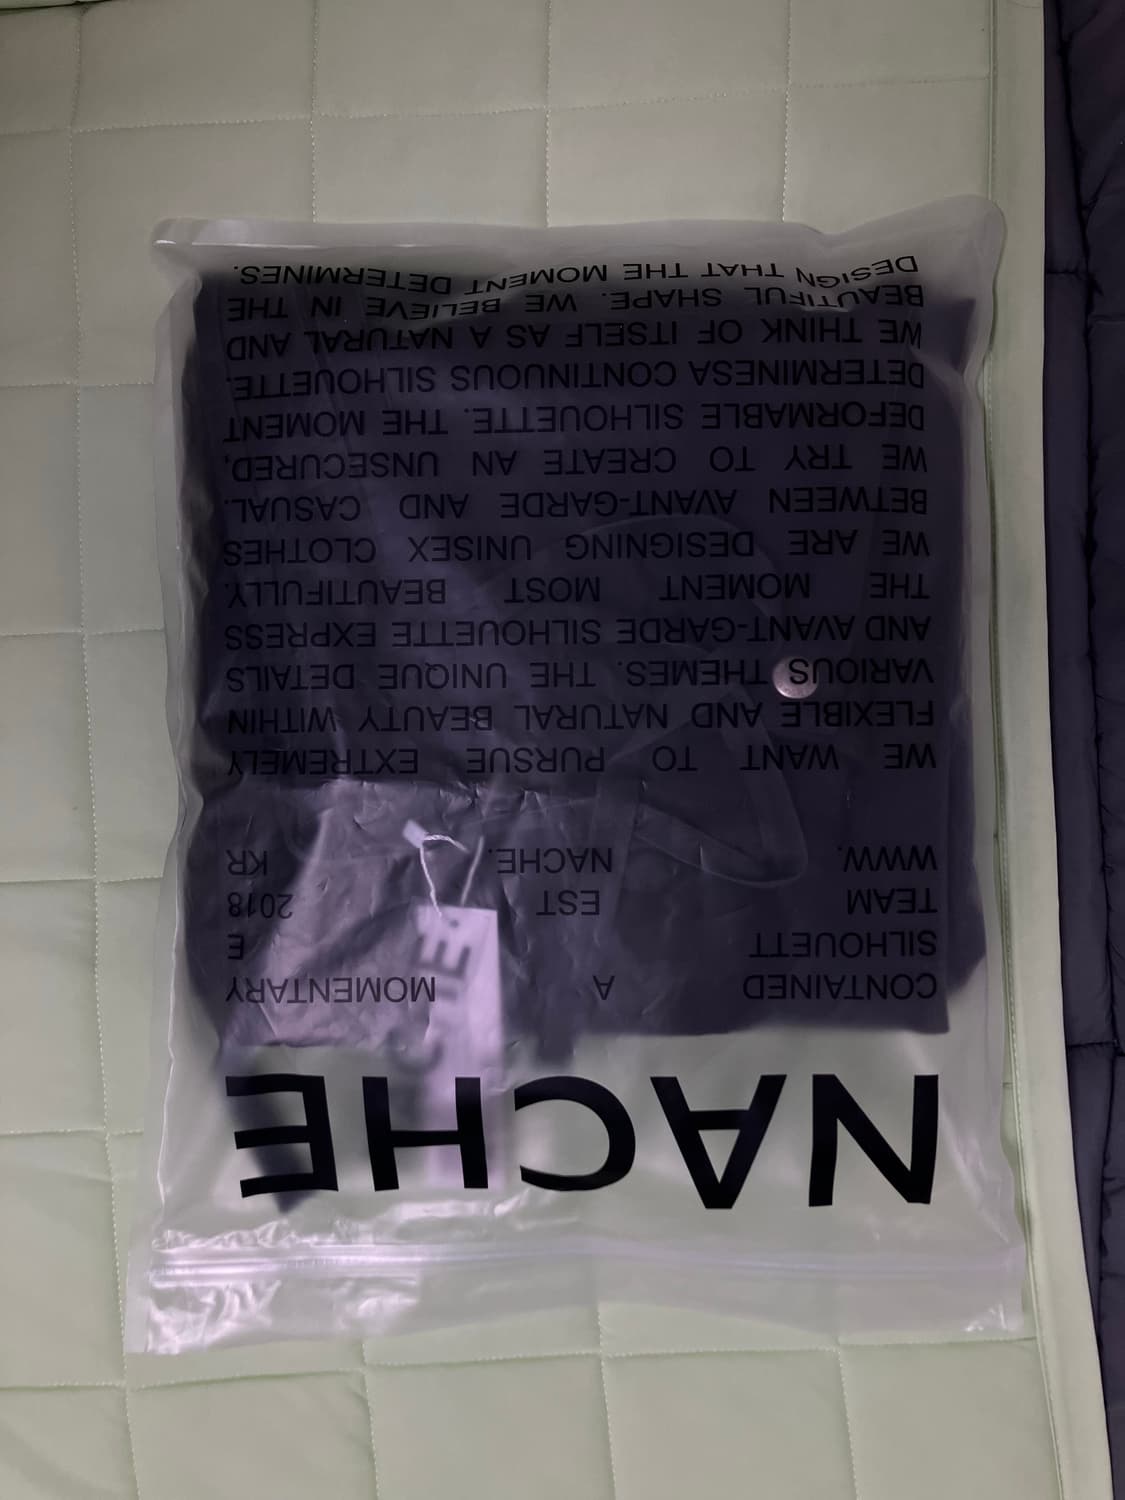 NACHE
CONTAINED A MOMENTARY
SILHOUETT E
TEAM EST 2018
WWW. NACHE. KR
WE WANT TO PURSUE EXTREMELY
FLEXIBLE AND NATURAL BEAUTY WITHIN
VARIOUS THEMES. THE UNIQUE DETAILS
AND AVANT-GARDE SILHOUETTE EXPRESS
THE MOMENT MOST BEAUTIFULLY.
WE ARE DESIGNING UNISEX CLOTHES
BETWEEN AVANT-GARDE AND CASUAL.
WE TRY TO CREATE AN UNSECURED,
DEFORMABLE SILHOUETTE. THE MOMENT
DETERMINESA CONTINUOUS SILHOUETTE.
WE THINK OF ITSELF AS A NATURAL AND
BEAUTIFUL SHAPE. WE BELIEVE IN THE
DESIGN THAT THE MOMENT DETERMINES.